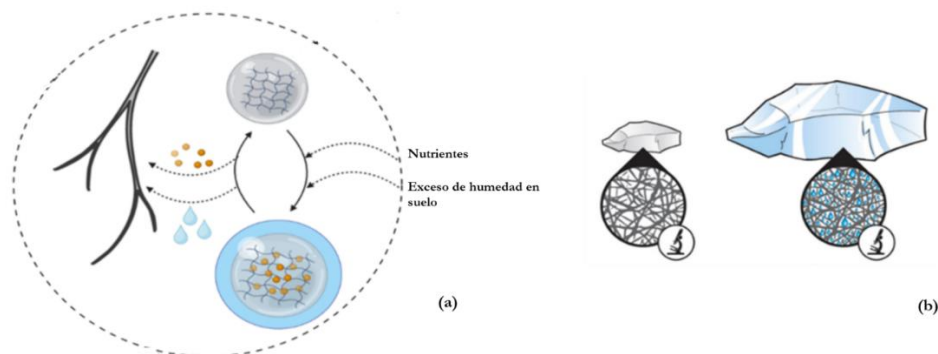 Nutrientes
Exceso de humedad en
suelo
(a)
(b)